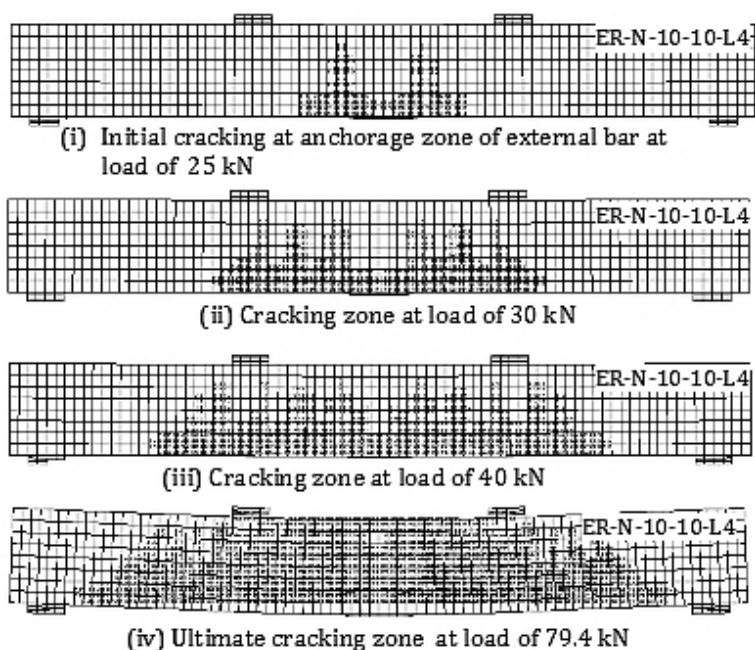 ER-N-10-10-L4
(i) Initial cracking at anchorage zone of external bar at
load of 25 kN
ER-N-10-10-L4
(ii) Cracking zone at load of 30 kN
ER-N-10-10-L4
(iii) Cracking zone at load of 40 kN
ER-N-10-10-L4
(iv) Ultimate cracking zone at load of 79.4 kN